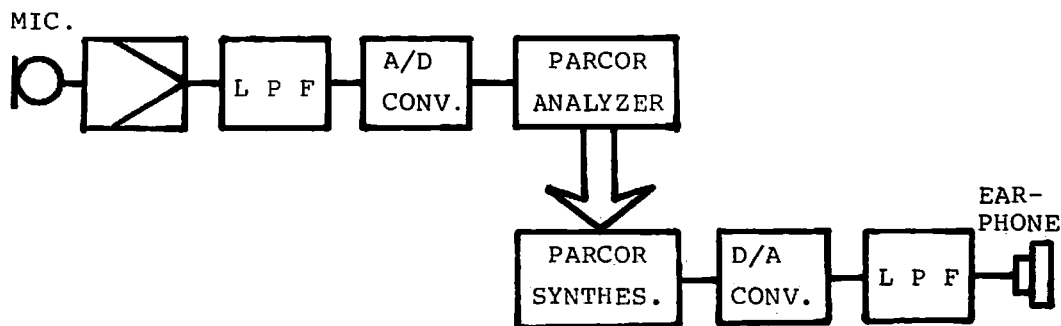 MIC.
L P F
A/D
CONV.
PARCOR
ANALYZER
PARCOR
SYNTHES.
D/A
CONV.
L P F
EAR-
PHONE